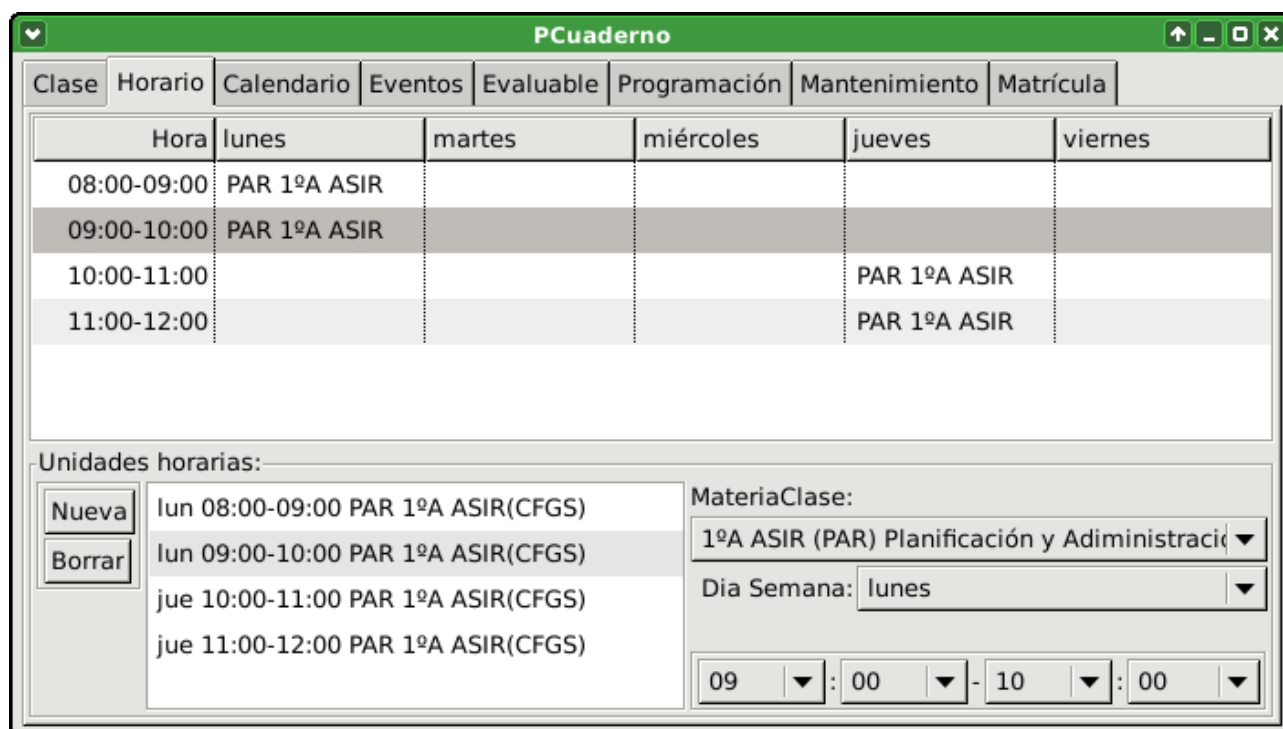 PCuaderno
Clase Horario Calendario Eventos Evaluable Programación Mantenimiento Matrícula
Hora lunes martes miércoles jueves viernes
08:00-09:00 PAR 1ºA ASIR
09:00-10:00 PAR 1ºA ASIR
10:00-11:00 PAR 1ºA ASIR
11:00-12:00 PAR 1ºA ASIR
Unidades horarias:
Nueva
Borrar
lun 08:00-09:00 PAR 1ºA ASIR(CFGS)
lun 09:00-10:00 PAR 1ºA ASIR(CFGS)
jue 10:00-11:00 PAR 1ºA ASIR(CFGS)
jue 11:00-12:00 PAR 1ºA ASIR(CFGS)
MateriaClase:
1ºA ASIR (PAR) Planificación y Adiministració
Dia Semana: lunes
09 : 00 - 10 : 00